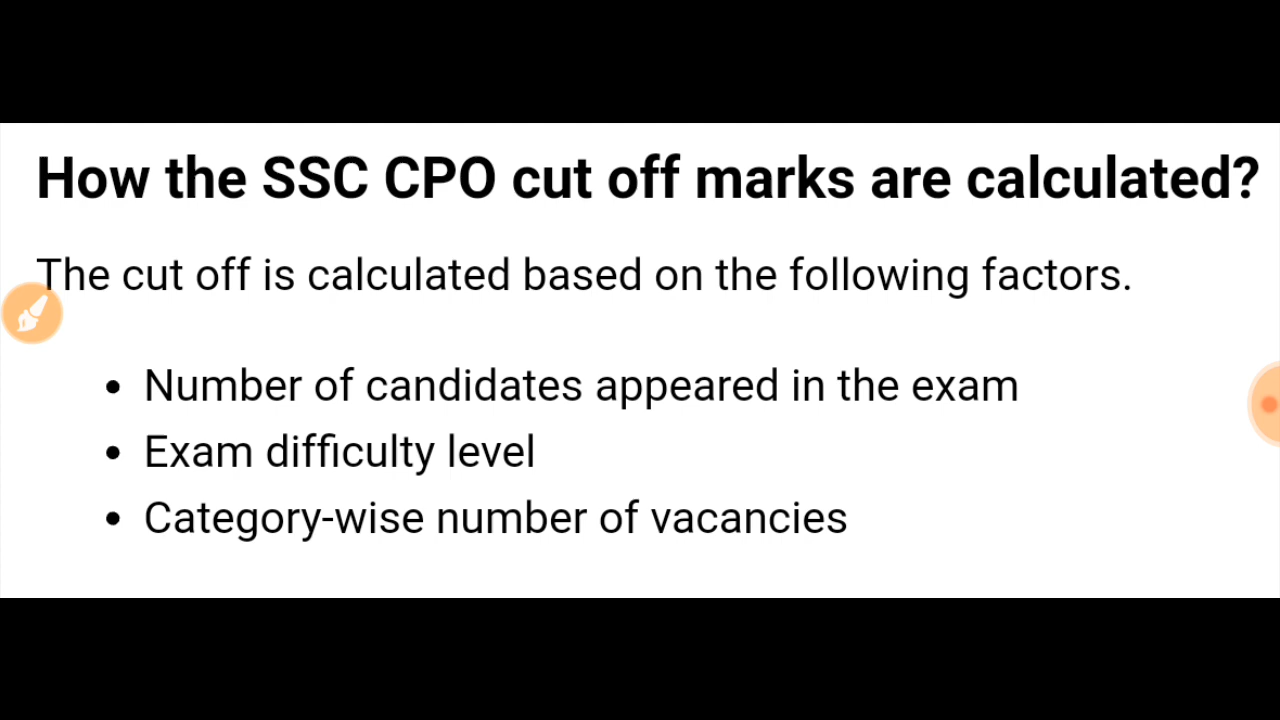 How the SSC CPO cut off marks are calculated?
The cut off is calculated based on the following factors.
• Number of candidates appeared in the exam
• Exam difficulty level
• Category-wise number of vacancies